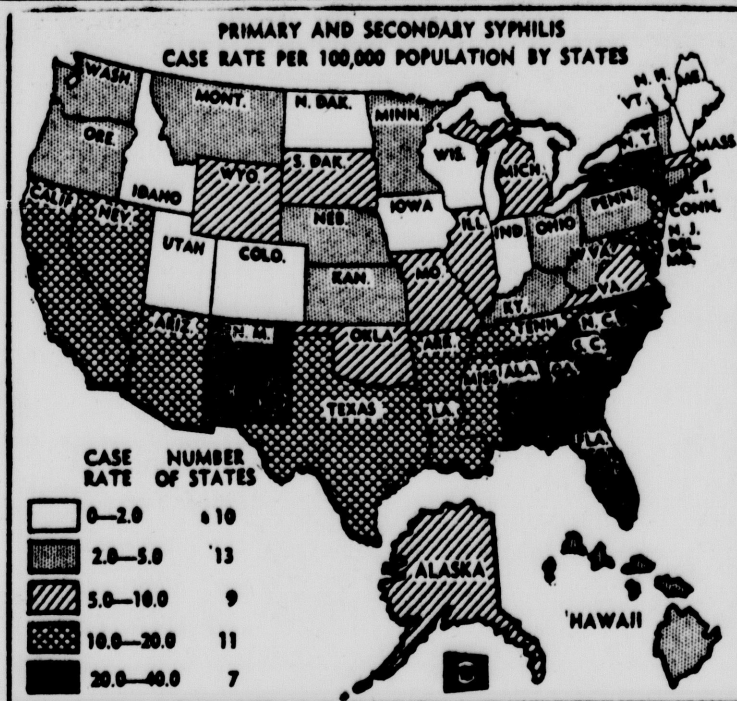 PRIMARY AND SECONDARY SYPHILIS
CASE RATE PER 100,000 POPULATION BY STATES
WASH.
MONT.
N. DAK.
MINN.
N. H.
ME.
VT.
ORE.
IDAHO
WYO.
S. DAK.
WIS.
MICH.
N. Y.
MASS.
R. I.
CONN.
N. J.
DEL.
MD.
CALIF.
NEV.
UTAH
COLO.
NEB.
IOWA
ILL.
IND.
OHIO
PENN.
W. VA.
VA.
KAN.
MO.
KY.
ARIZ.
N. M.
OKLA.
ARK.
TENN.
N. C.
S. C.
TEXAS
LA.
MISS.
ALA.
GA.
FLA.
CASE NUMBER
RATE OF STATES
0—2.0 10
2.0—5.0 13
5.0—10.0 9
10.0—20.0 11
20.0—40.0 7
ALASKA
HAWAII